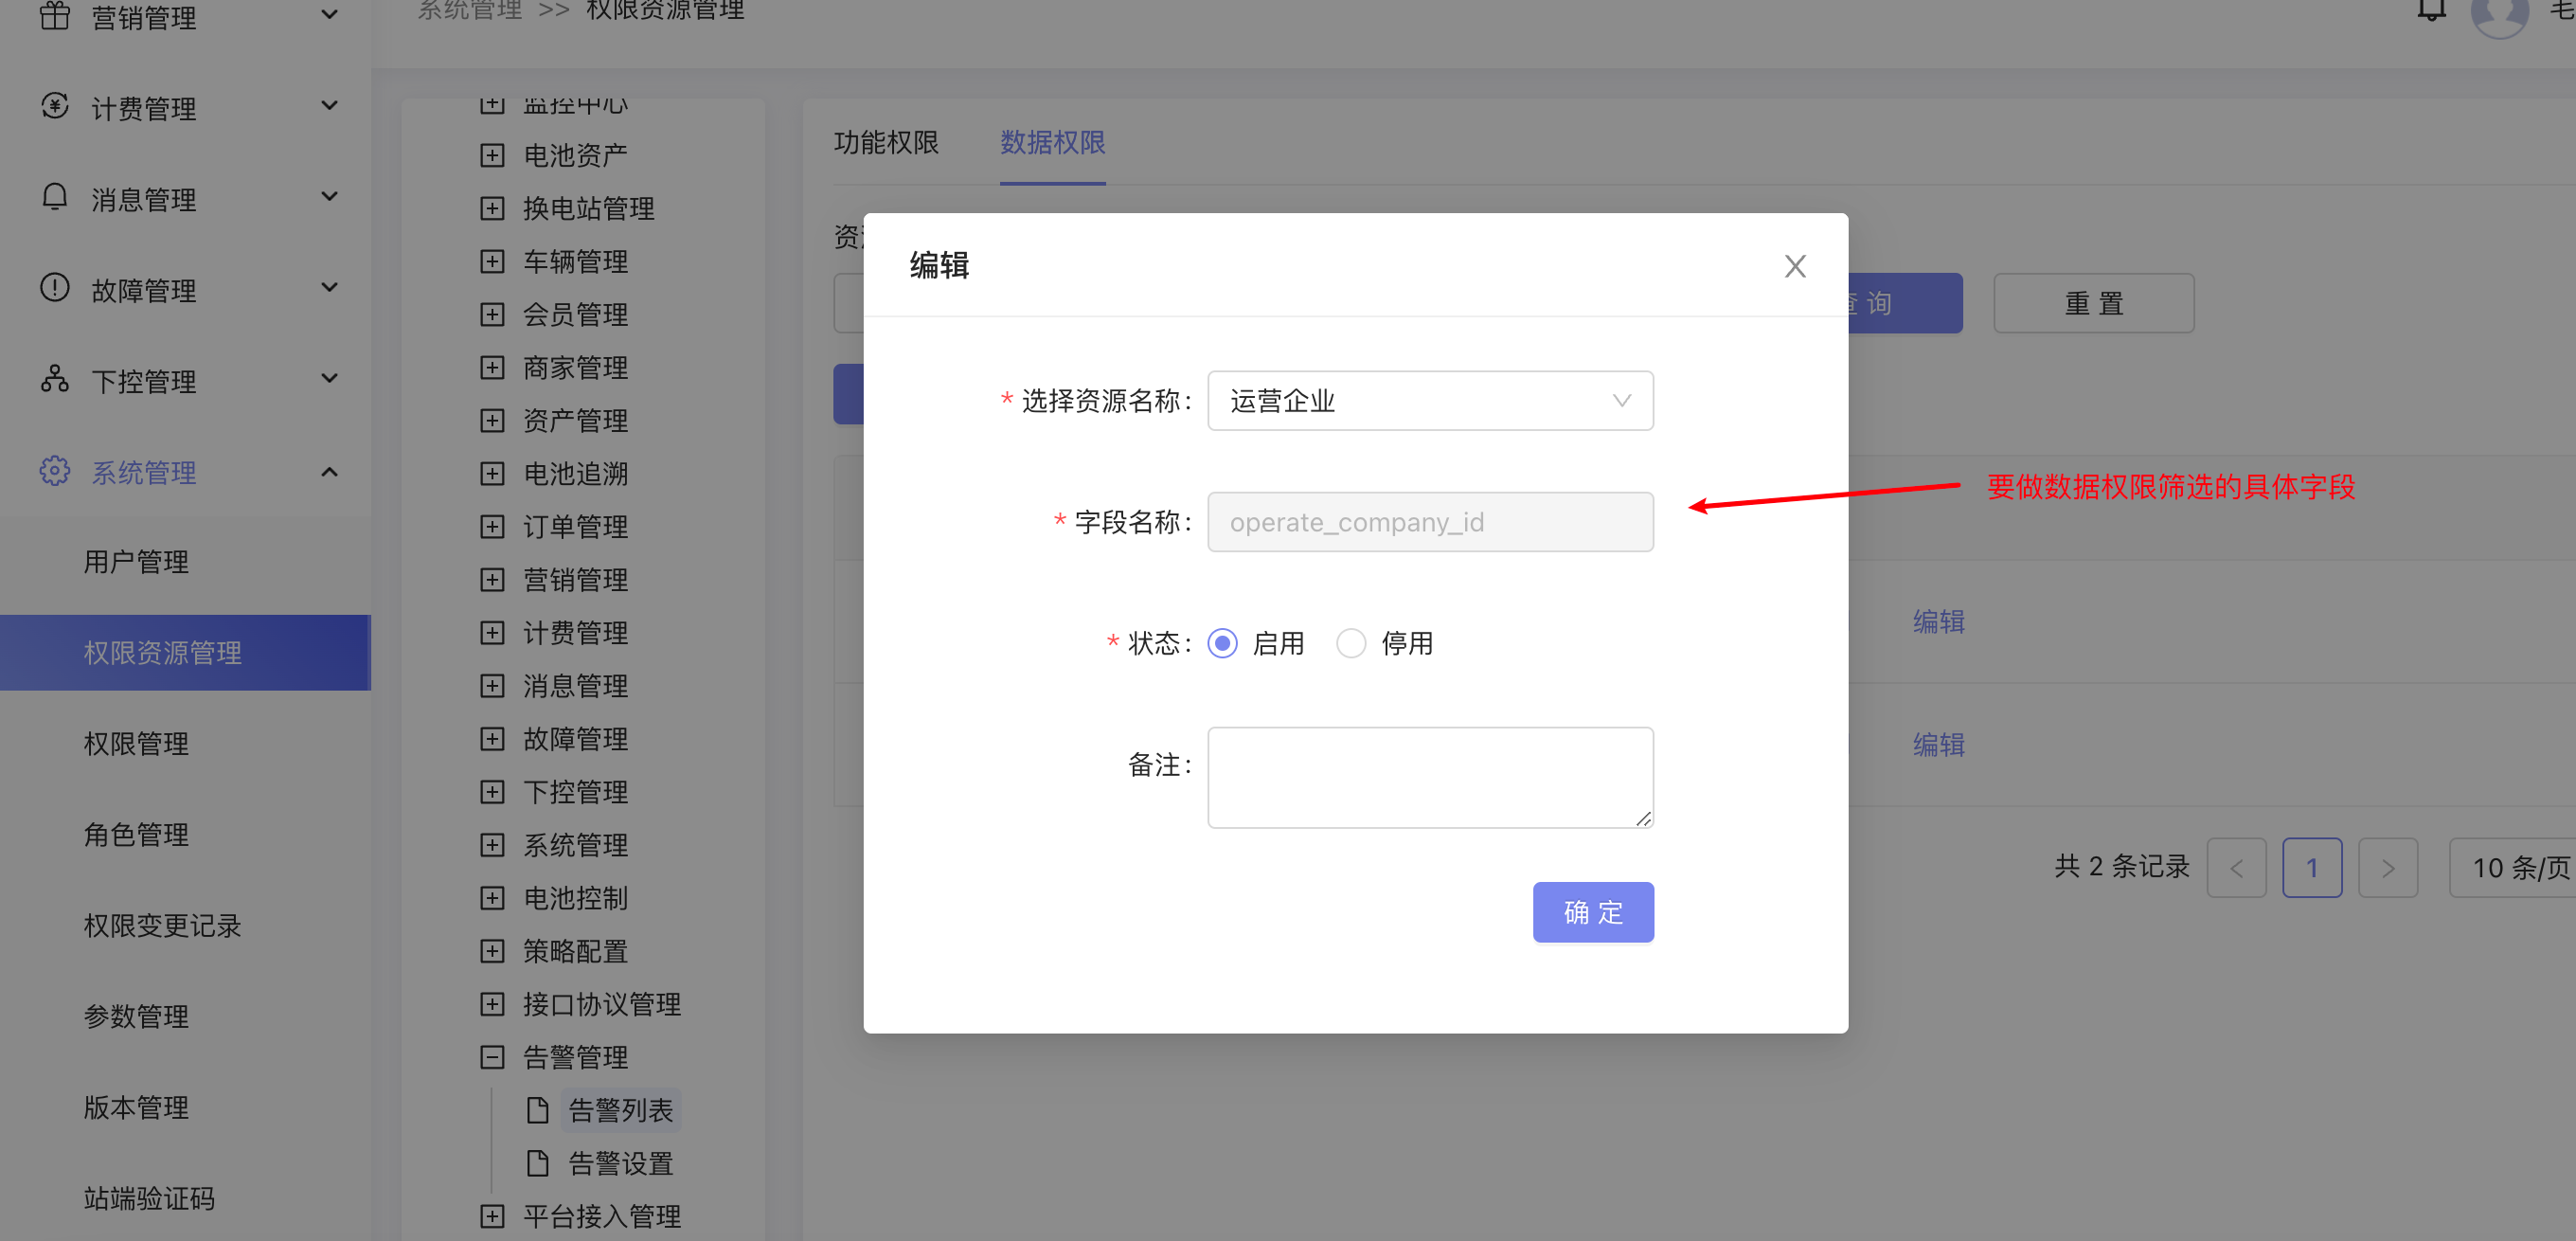 营销管理
计费管理
消息管理
故障管理
下控管理
系统管理
用户管理
权限资源管理
权限管理
角色管理
权限变更记录
参数管理
版本管理
站端验证码
系统管理 >> 权限资源管理
监控中心
电池资产
换电站管理
车辆管理
会员管理
商家管理
资产管理
电池追溯
订单管理
营销管理
计费管理
消息管理
故障管理
下控管理
系统管理
电池控制
策略配置
接口协议管理
告警管理
告警列表
告警设置
平台接入管理
功能权限 数据权限
资
查 询 重 置
编辑
* 选择资源名称: 运营企业
* 字段名称: operate_company_id
要做数据权限筛选的具体字段
* 状态: 启用 停用
备注:
确 定
编辑
编辑
共 2 条记录 < 1 > 10 条/页